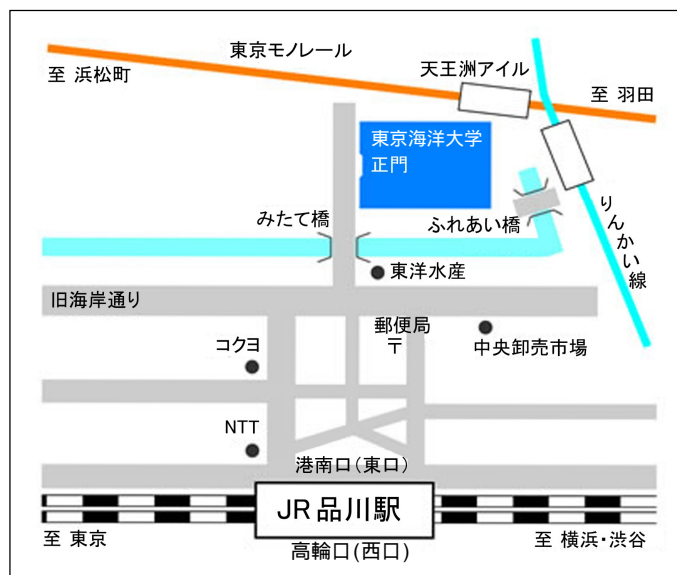 東京モノレール
至 浜松町
天王洲アイル
至 羽田
東京海洋大学
正門
りんかい線
みたて橋
ふれあい橋
東洋水産
旧海岸通り
郵便局
〒
コクヨ
中央卸売市場
NTT
港南口(東口)
JR品川駅
至 東京
高輪口(西口)
至 横浜・渋谷